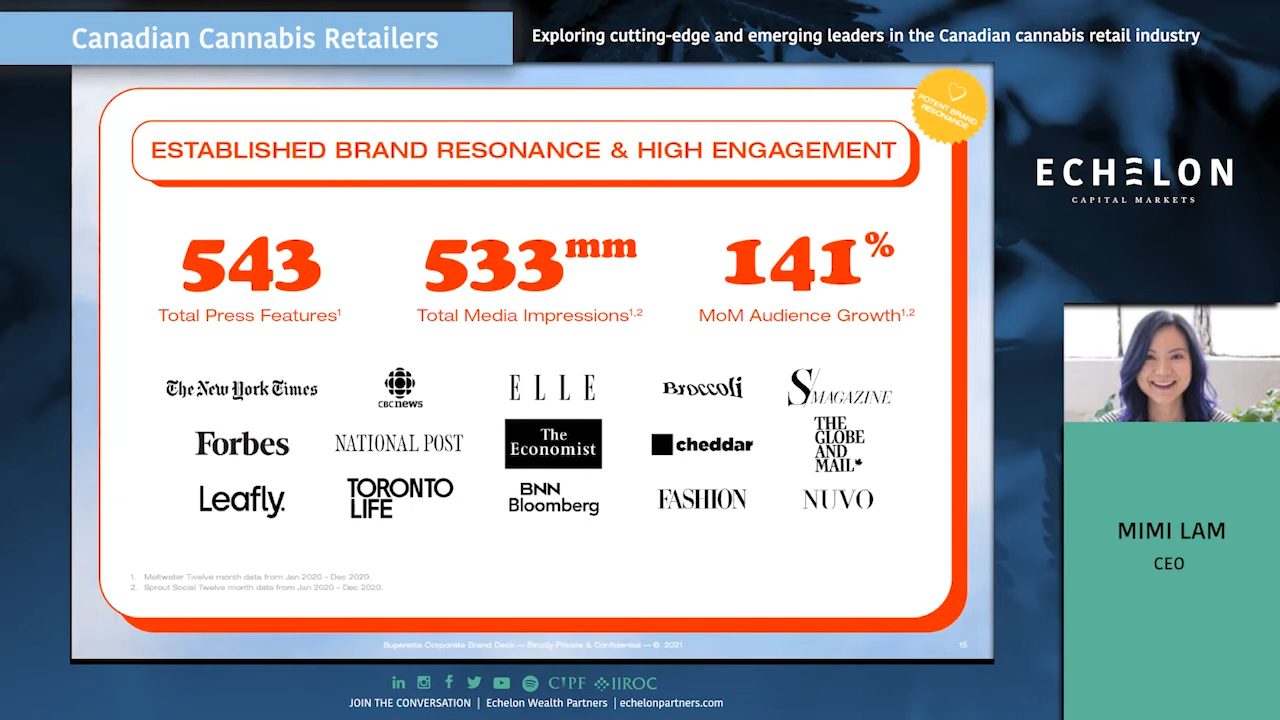 Canadian Cannabis Retailers
Exploring cutting-edge and emerging leaders in the Canadian cannabis retail industry
POTENT BRAND
RESONANCE
ESTABLISHED BRAND RESONANCE & HIGH ENGAGEMENT
543
533mm
141%
Total Press Features1
Total Media Impressions1,2
MoM Audience Growth1,2
The New York Times
CBCnews
ELLE
Broccoli
S/MAGAZINE
Forbes
NATIONAL POST
The
Economist
cheddar
THE
GLOBE
AND
MAIL
Leafly.
TORONTO
LIFE
BNN
Bloomberg
FASHION
NUVO
1. Meltwater Twelve month data from Jan 2020 – Dec 2020.
2. Sprout Social Twelve month data from Jan 2020 – Dec 2020.
Superette Corporate Brand Deck — Strictly Private & Confidential — ©, 2021
15
ECHELON
CAPITAL MARKETS
MIMI LAM
CEO
CIPF IIROC
JOIN THE CONVERSATION | Echelon Wealth Partners | echelonpartners.com